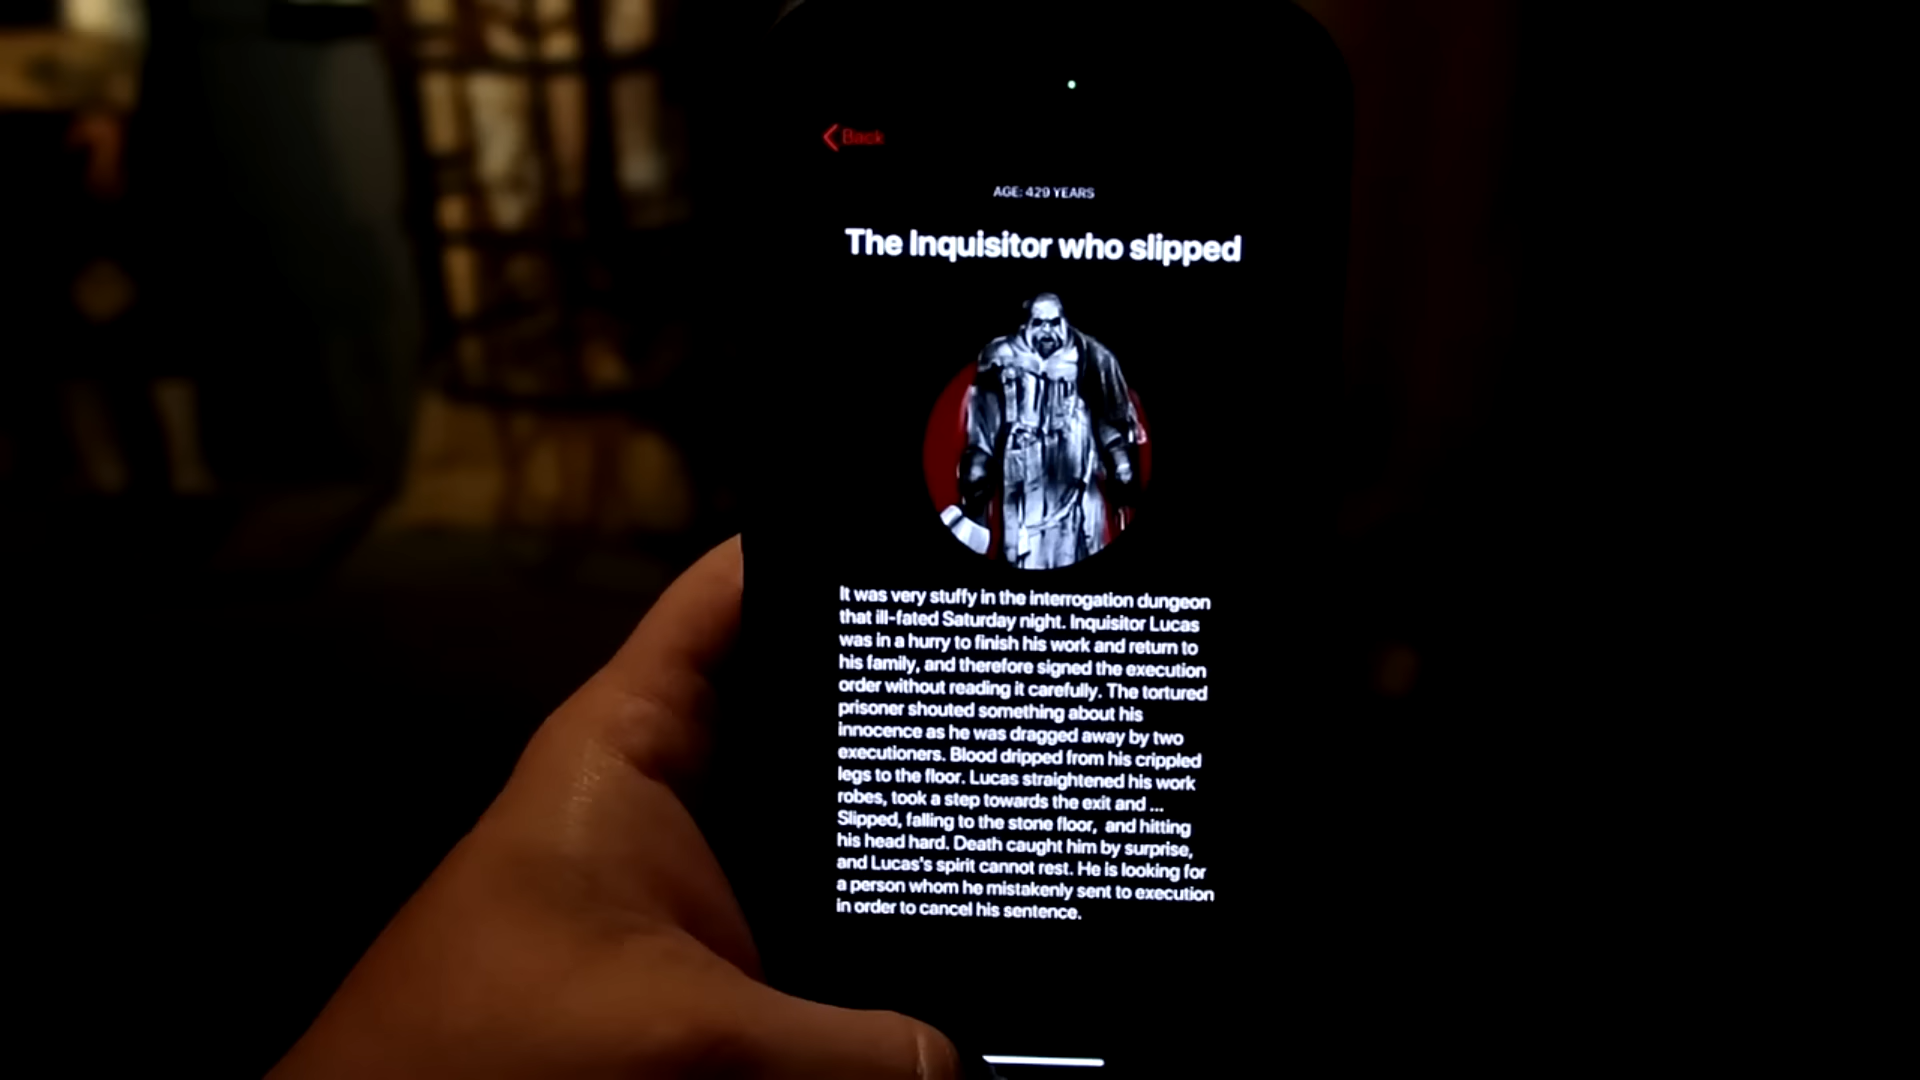 Back
AGE: 429 YEARS
The Inquisitor who slipped
It was very stuffy in the interrogation dungeon
that ill-fated Saturday night. Inquisitor Lucas
was in a hurry to finish his work and return to
his family, and therefore signed the execution
order without reading it carefully. The tortured
prisoner shouted something about his
innocence as he was dragged away by two
executioners. Blood dripped from his crippled
legs to the floor. Lucas straightened his work
robes, took a step towards the exit and ...
Slipped, falling to the stone floor, and hitting
his head hard. Death caught him by surprise,
and Lucas's spirit cannot rest. He is looking for
a person whom he mistakenly sent to execution
in order to cancel his sentence.